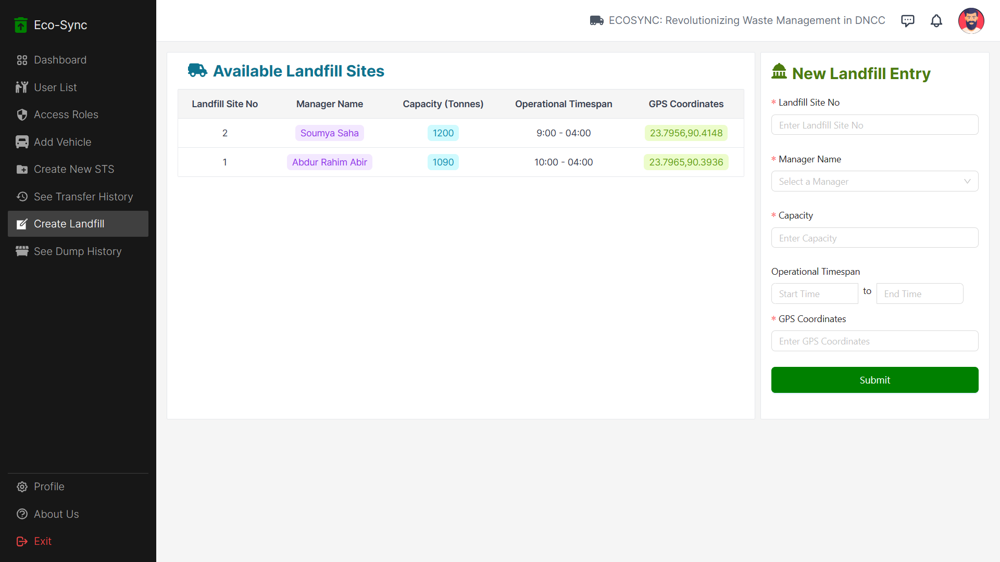 Eco-Sync
Dashboard
User List
Access Roles
Add Vehicle
Create New STS
See Transfer History
Create Landfill
See Dump History
Profile
About Us
Exit
ECOSYNC: Revolutionizing Waste Management in DNCC
Available Landfill Sites
Landfill Site No Manager Name Capacity (Tonnes) Operational Timespan GPS Coordinates
2 Soumya Saha 1200 9:00 - 04:00 23.7956,90.4148
1 Abdur Rahim Abir 1090 10:00 - 04:00 23.7965,90.3936
New Landfill Entry
* Landfill Site No
Enter Landfill Site No
* Manager Name
Select a Manager
* Capacity
Enter Capacity
Operational Timespan
Start Time to End Time
* GPS Coordinates
Enter GPS Coordinates
Submit